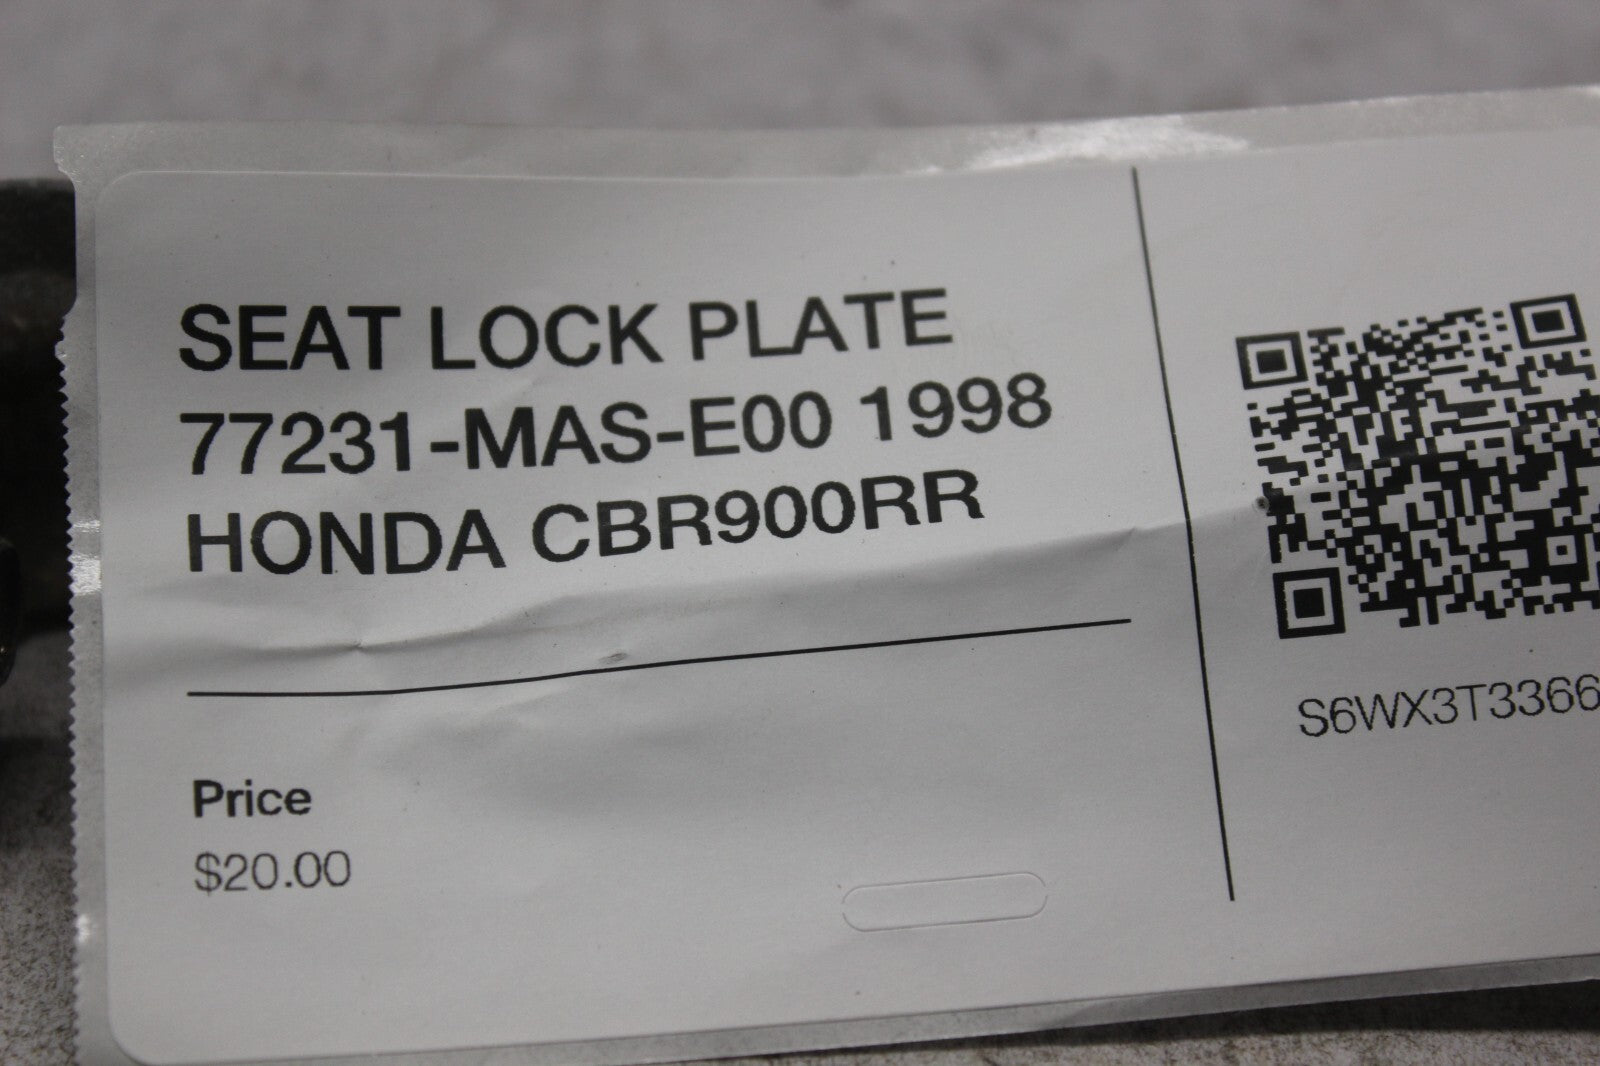 SEAT LOCK PLATE
77231-MAS-E00 1998
HONDA CBR900RR
Price
$20.00
S6WX3T3366